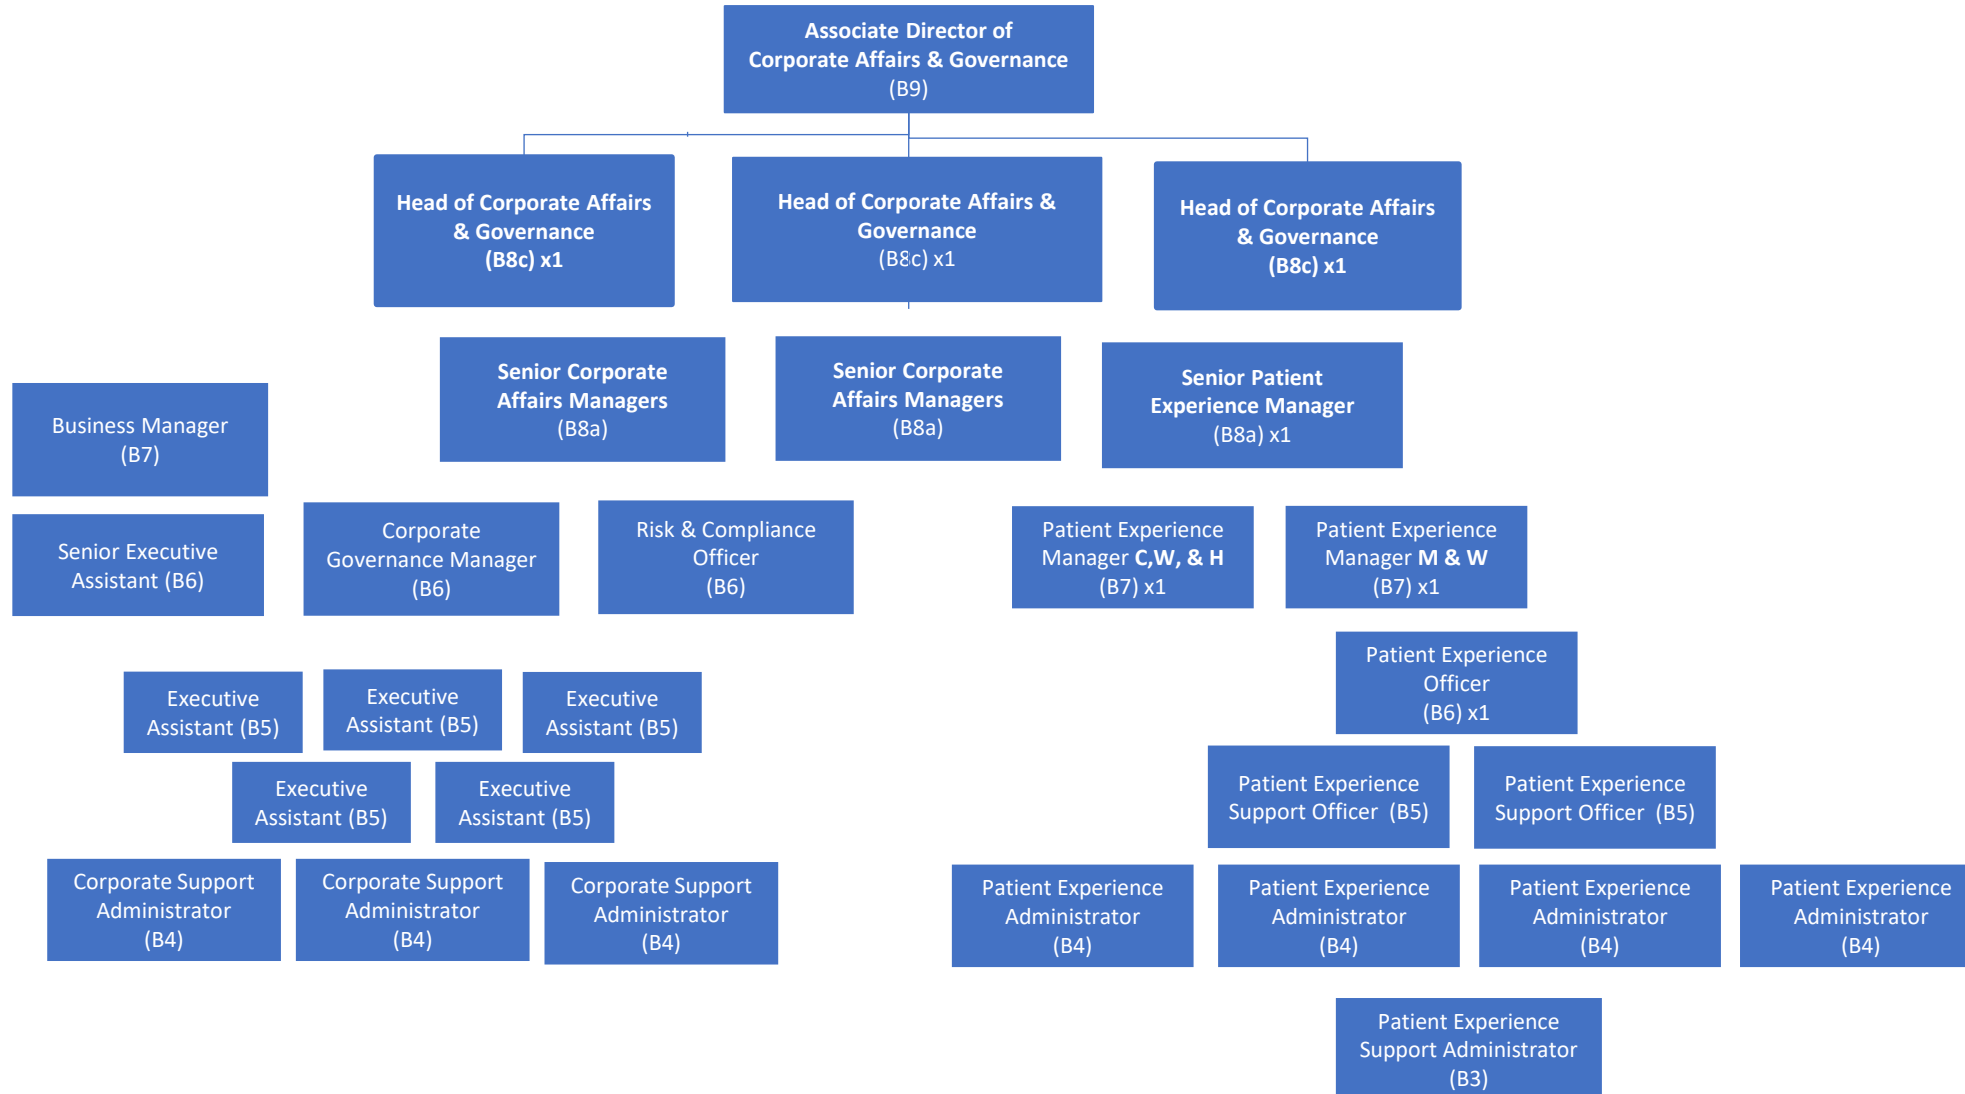 Associate Director of
Corporate Affairs & Governance
(B9)
Head of Corporate Affairs
& Governance
(B8c) x1
Head of Corporate Affairs &
Governance
(B8c) x1
Head of Corporate Affairs
& Governance
(B8c) x1
Senior Corporate
Affairs Managers
(B8a)
Senior Corporate
Affairs Managers
(B8a)
Senior Patient
Experience Manager
(B8a) x1
Business Manager
(B7)
Senior Executive
Assistant (B6)
Corporate
Governance Manager
(B6)
Risk & Compliance
Officer
(B6)
Patient Experience
Manager C,W, & H
(B7) x1
Patient Experience
Manager M & W
(B7) x1
Patient Experience
Officer
(B6) x1
Executive
Assistant (B5)
Executive
Assistant (B5)
Executive
Assistant (B5)
Executive
Assistant (B5)
Executive
Assistant (B5)
Patient Experience
Support Officer (B5)
Patient Experience
Support Officer (B5)
Corporate Support
Administrator
(B4)
Corporate Support
Administrator
(B4)
Corporate Support
Administrator
(B4)
Patient Experience
Administrator
(B4)
Patient Experience
Administrator
(B4)
Patient Experience
Administrator
(B4)
Patient Experience
Administrator
(B4)
Patient Experience
Support Administrator
(B3)